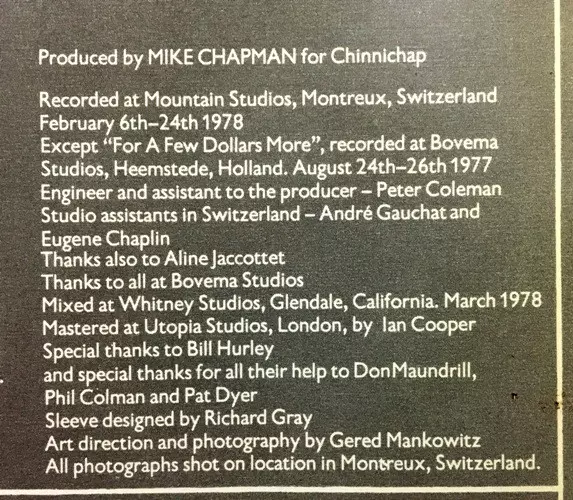 Produced by MIKE CHAPMAN for Chinnichap
Recorded at Mountain Studios, Montreux, Switzerland
February 6th–24th 1978
Except “For A Few Dollars More”, recorded at Bovema
Studios, Heemstede, Holland. August 24th–26th 1977
Engineer and assistant to the producer – Peter Coleman
Studio assistants in Switzerland – André Gauchat and
Eugene Chaplin
Thanks also to Aline Jaccottet
Thanks to all at Bovema Studios
Mixed at Whitney Studios, Glendale, California. March 1978
Mastered at Utopia Studios, London, by Ian Cooper
Special thanks to Bill Hurley
and special thanks for all their help to Don Maundrill,
Phil Colman and Pat Dyer
Sleeve designed by Richard Gray
Art direction and photography by Gered Mankowitz
All photographs shot on location in Montreux, Switzerland.